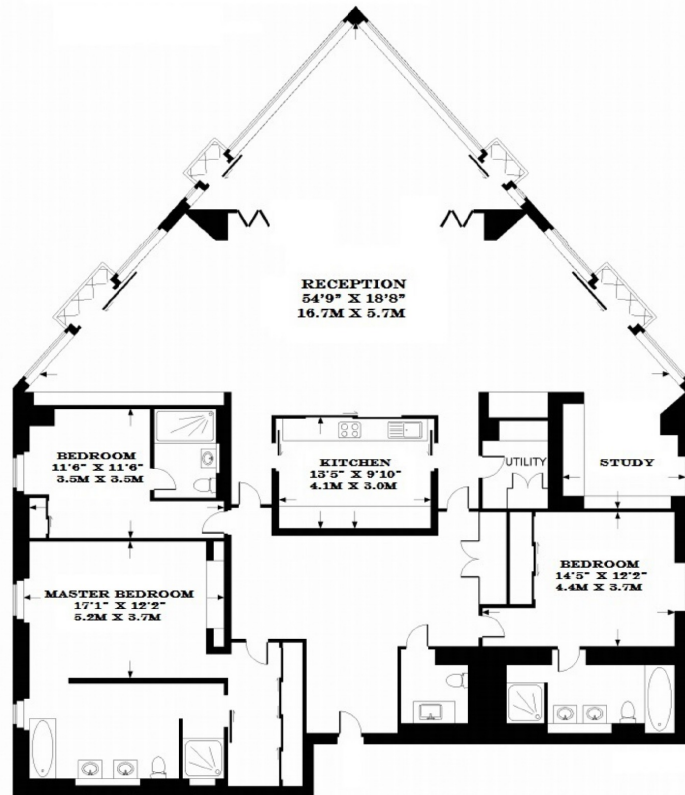 RECEPTION
54'9" X 18'8"
16.7M X 5.7M
BEDROOM
11'6" X 11'6"
3.5M X 3.5M
KITCHEN
13'5" X 9'10"
4.1M X 3.0M
UTILITY
STUDY
MASTER BEDROOM
17'1" X 12'2"
5.2M X 3.7M
BEDROOM
14'5" X 12'2"
4.4M X 3.7M